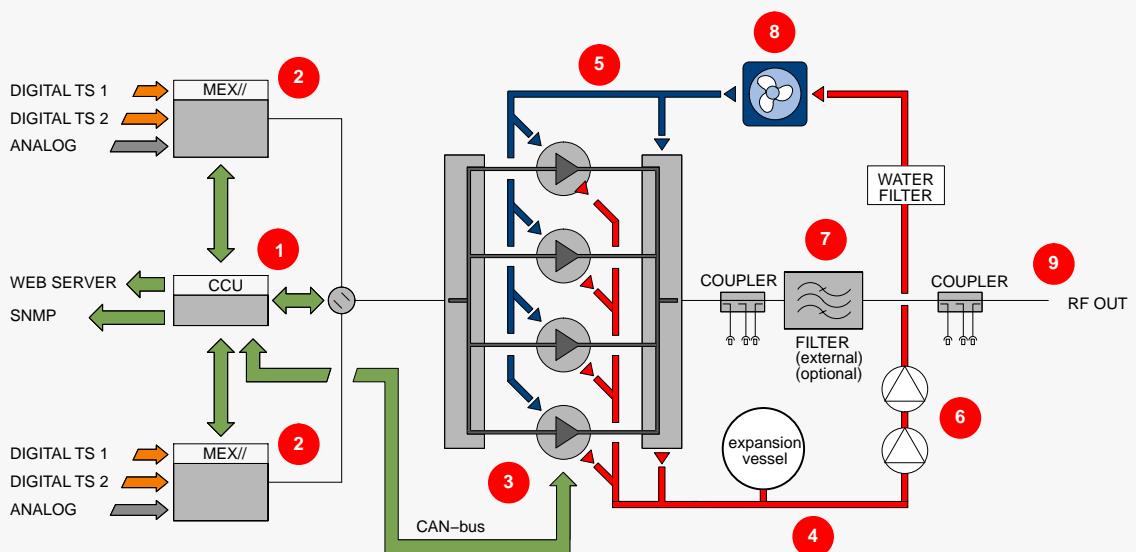 8
5
2
DIGITAL TS 1
MEX//
DIGITAL TS 2
ANALOG
WATER
FILTER
1
7
9
WEB SERVER
CCU
COUPLER
COUPLER
SNMP
RF OUT
FILTER
(external)
(optional)
6
2
expansion
vessel
DIGITAL TS 1
MEX//
DIGITAL TS 2
3
ANALOG
CAN–bus
4